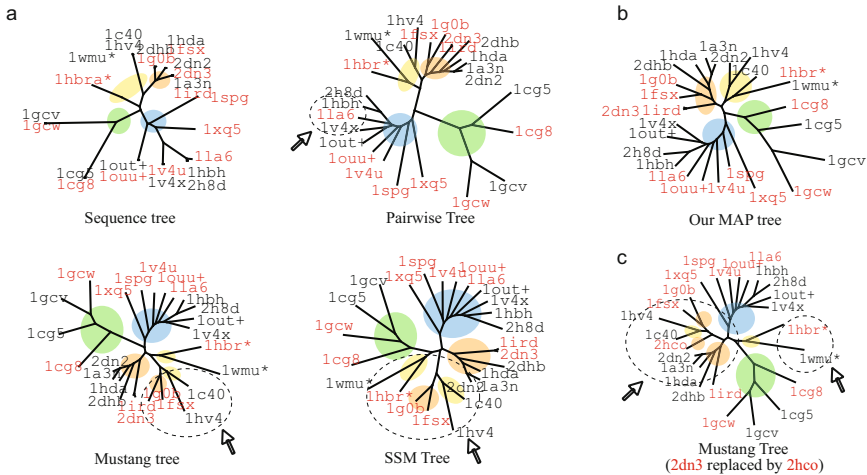 a
b
c
1c40
1hv4
1wmu*
1hbra*
2dhb
1hda
1g0b
1fsx
2dn2
2dn3
1a3n
1ird
1spg
1xq5
1la6
1hbh
2h8d
1v4u
1v4x
1out+
1ouu+
1gcv
1gcw
1cg5
1cg8
Sequence tree
1hv4
1wmu*
1c40
1hbr*
1g0b
1fsx
2dn3
1ird
2dhb
1hda
1a3n
2dn2
2h8d
1hbh
1la6
1v4x
1out+
1ouu+
1v4u
1spg
1xq5
1cg5
1cg8
1gcv
1gcw
Pairwise Tree
1hda
2dhb
1a3n
2dn2
1hv4
1c40
1g0b
1fsx
2dn3
1ird
1hbr*
1wmu*
1cg8
1cg5
1v4x
1out+
2h8d
1hbh
1la6
1ouu+
1v4u
1spg
1xq5
1gcv
1gcw
Our MAP tree
1gcw
1gcv
1cg5
1cg8
1xq5
1spg
1v4u
1ouu+
1la6
1hbh
2h8d
1out+
1v4x
1hbr*
1wmu*
2dn2
1a3n
1hda
2dhb
1ird
2dn3
1g0b
1fsx
1c40
1hv4
Mustang tree
1gcv
1cg5
1gcw
1cg8
1xq5
1spg
1v4u
1ouu+
1la6
1out+
1v4x
1hbh
2h8d
1ird
2dn3
2dhb
1hda
1a3n
2dn2
1c40
1hv4
1wmu*
1hbr*
1g0b
1fsx
SSM Tree
1spg
1xq5
1v4u
1ouu+
1la6
1hbh
2h8d
1out+
1v4x
1g0b
1fsx
1hv4
1c40
2hco
2dn2
1a3n
1hda
2dhb
1ird
1hbr*
1wmu*
1cg8
1cg5
1gcw
1gcv
Mustang Tree
(2dn3 replaced by 2hco)